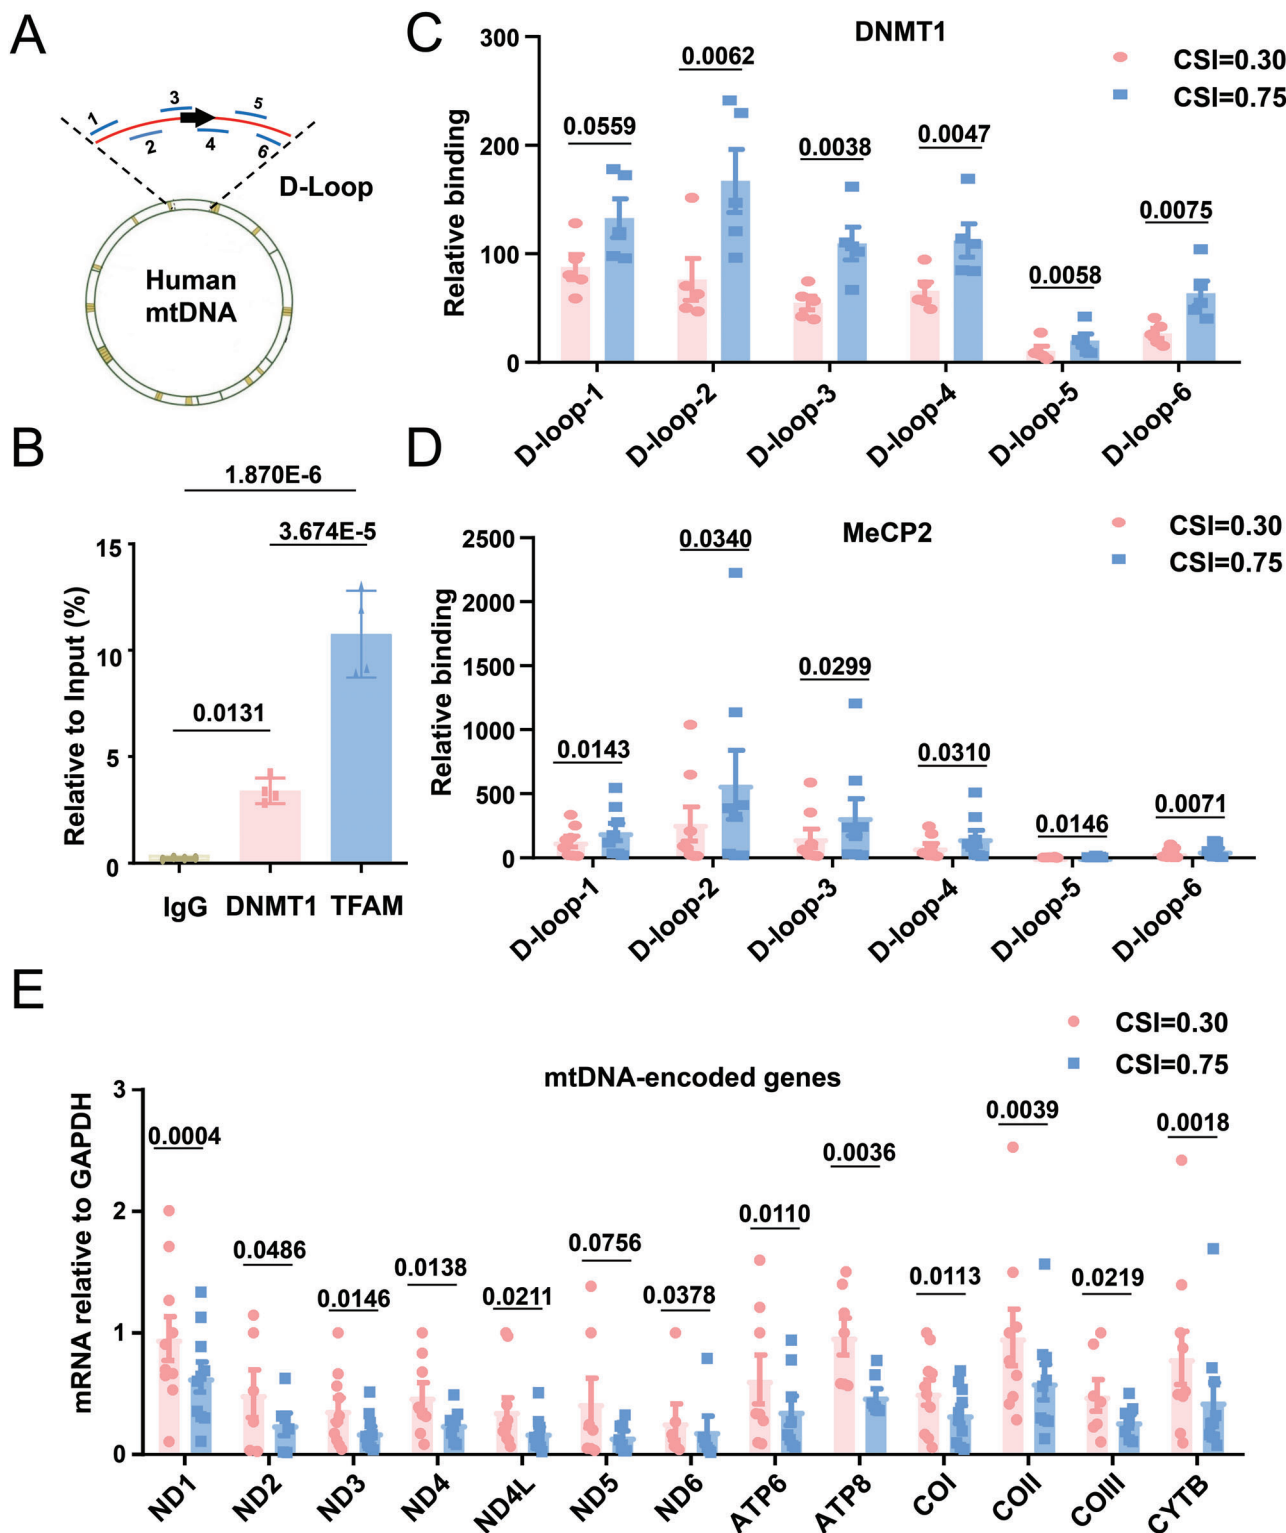 A
1
2
3
4
5
6
D-Loop
Human
mtDNA
B
1.870E-6
3.674E-5
0.0131
Relative to Input (%)
15
10
5
0
IgG DNMT1 TFAM
C
DNMT1
CSI=0.30
CSI=0.75
Relative binding
300
200
100
0
0.0559
0.0062
0.0038
0.0047
0.0058
0.0075
D-loop-1
D-loop-2
D-loop-3
D-loop-4
D-loop-5
D-loop-6
D
MeCP2
CSI=0.30
CSI=0.75
Relative binding
2500
2000
1500
1000
500
0
0.0143
0.0340
0.0299
0.0310
0.0146
0.0071
D-loop-1
D-loop-2
D-loop-3
D-loop-4
D-loop-5
D-loop-6
E
CSI=0.30
CSI=0.75
mtDNA-encoded genes
mRNA relative to GAPDH
3
2
1
0
0.0004
0.0486
0.0146
0.0138
0.0211
0.0756
0.0378
0.0110
0.0036
0.0113
0.0039
0.0219
0.0018
ND1
ND2
ND3
ND4
ND4L
ND5
ND6
ATP6
ATP8
COI
COII
COIII
CYTB